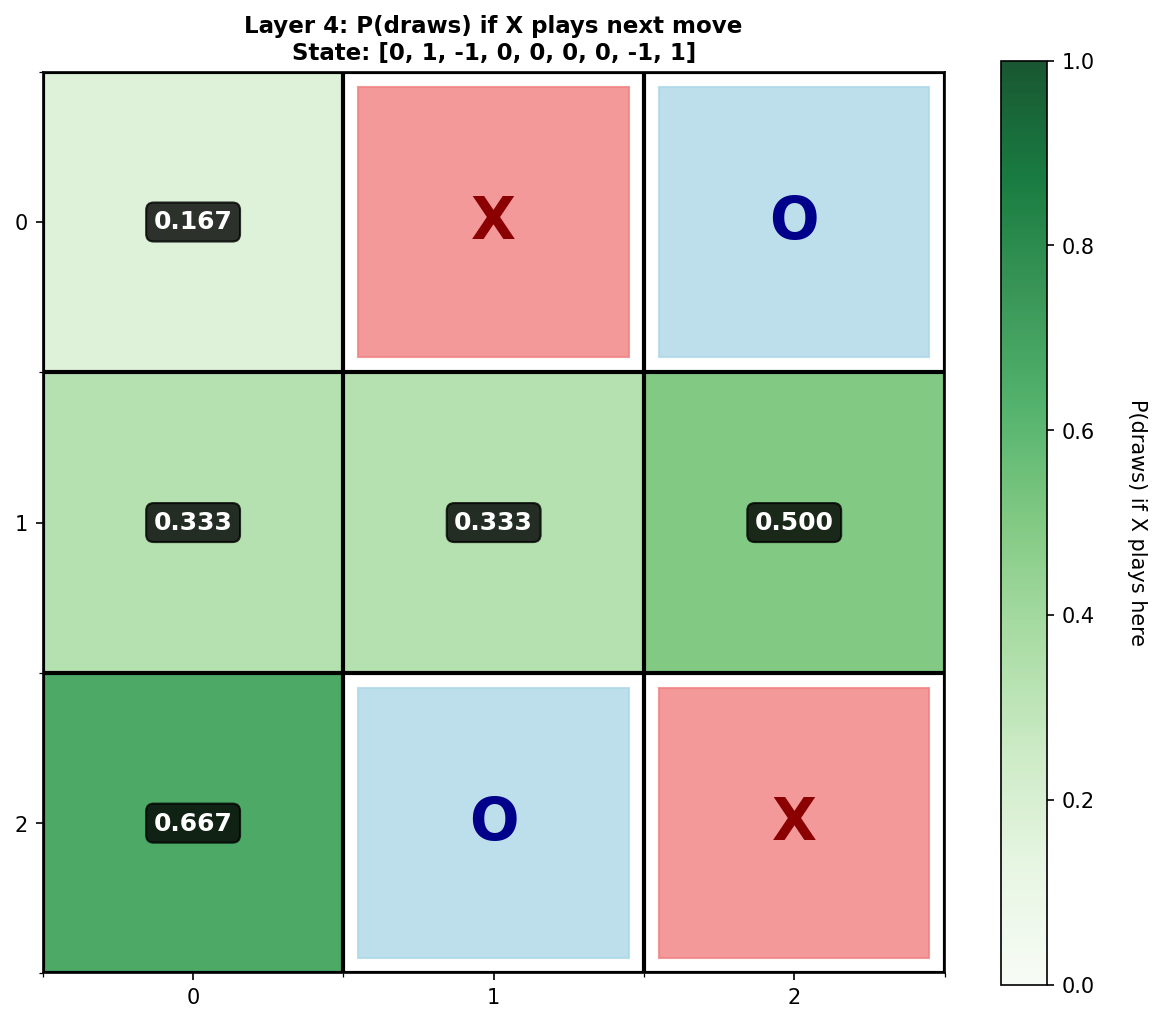 Layer 4: P(draws) if X plays next move
State: [0, 1, -1, 0, 0, 0, 0, -1, 1]
0
0.167
X
O
1
0.333
0.333
0.500
2
0.667
O
X
0
1
2
1.0
0.8
0.6
0.4
0.2
0.0
P(draws) if X plays here